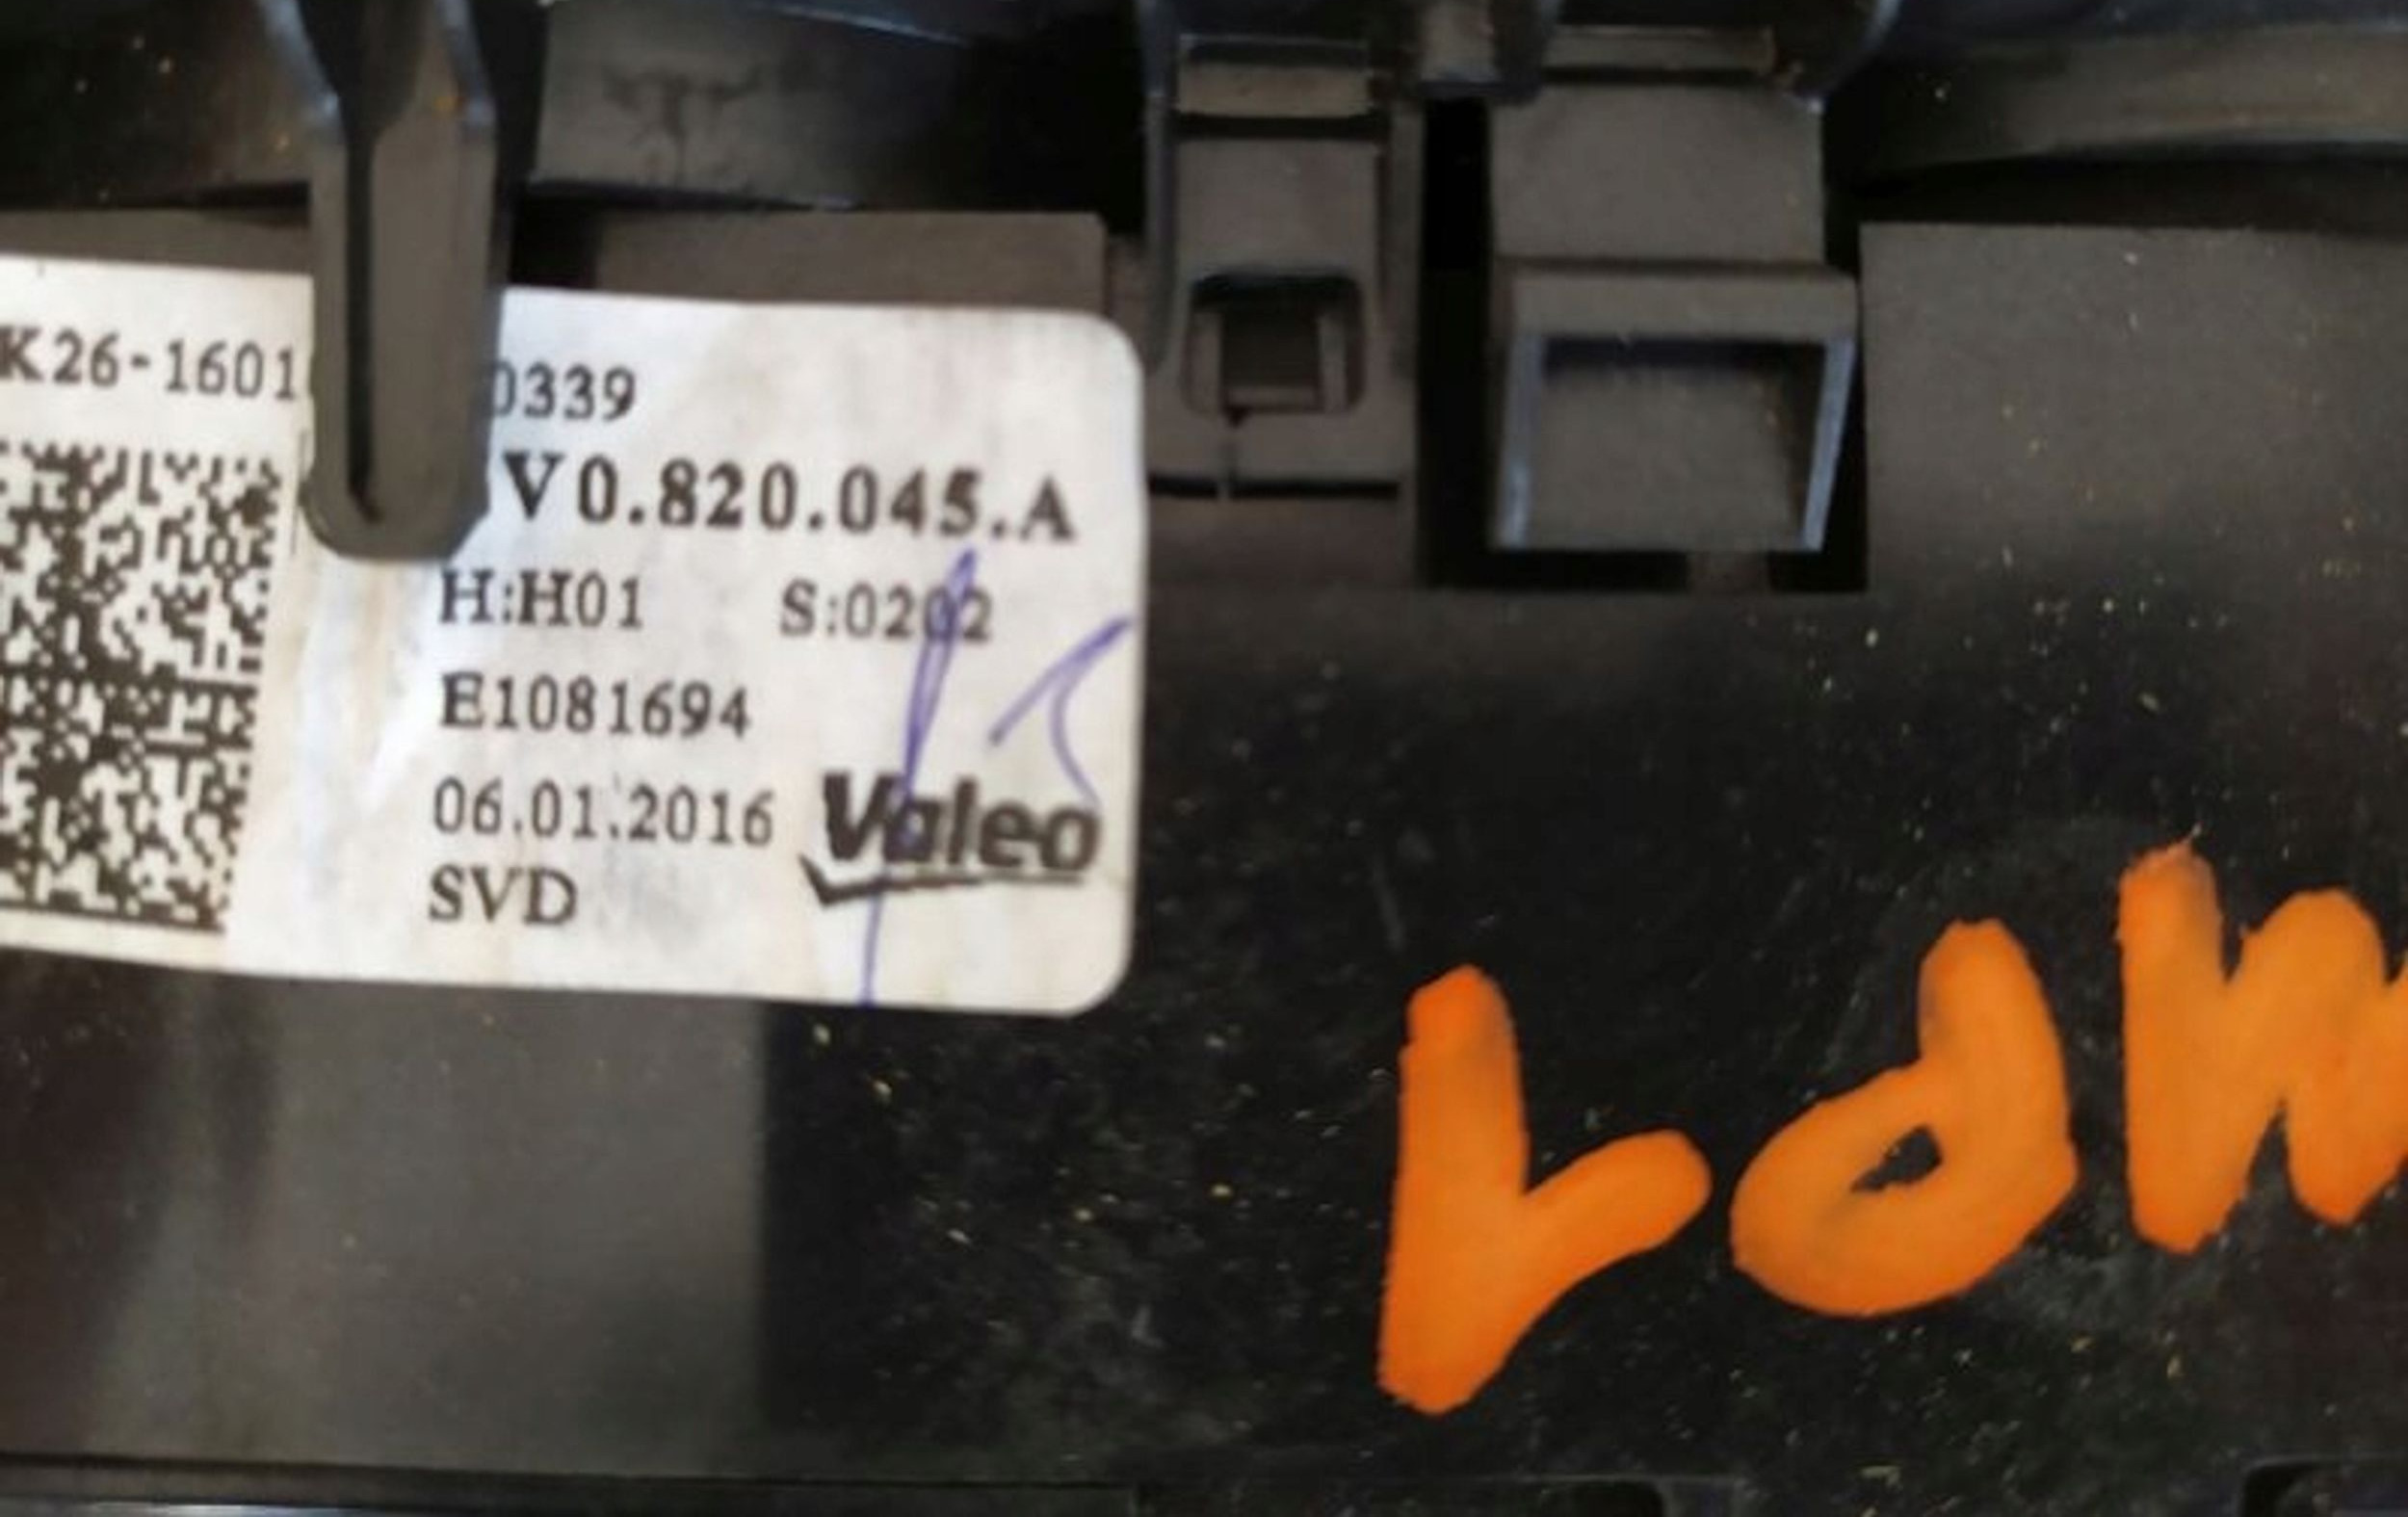 K26-1601 0339
V0.820.045.A
H:H01 S:0202
E1081694
06.01.2016 Valeo
SVD